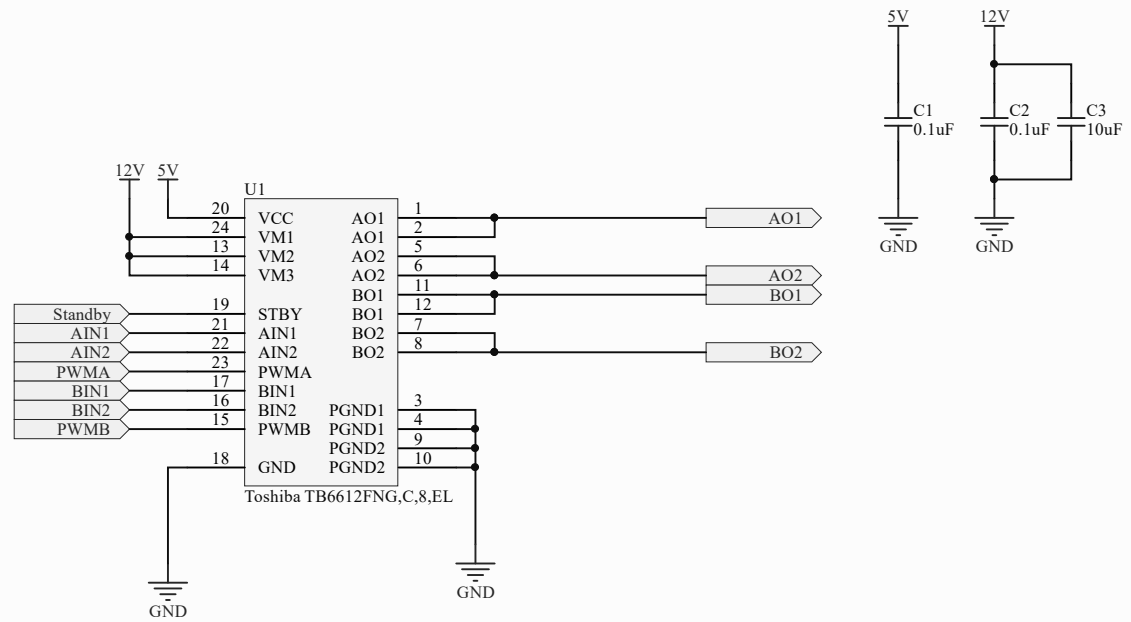 5V
12V
C1
0.1uF
C2
0.1uF
C3
10uF
GND
GND
12V
5V
U1
20 VCC AO1 1 AO1
24 VM1 AO1 2
13 VM2 AO2 5
14 VM3 AO2 6 AO2
BO1 11 BO1
Standby 19 STBY BO1 12
AIN1 21 AIN1 BO2 7
AIN2 22 AIN2 BO2 8 BO2
PWMA 23 PWMA
BIN1 17 BIN1
BIN2 16 BIN2 PGND1 3
PWMB 15 PWMB PGND1 4
PGND2 9
18 GND PGND2 10
Toshiba TB6612FNG,C,8,EL
GND
GND